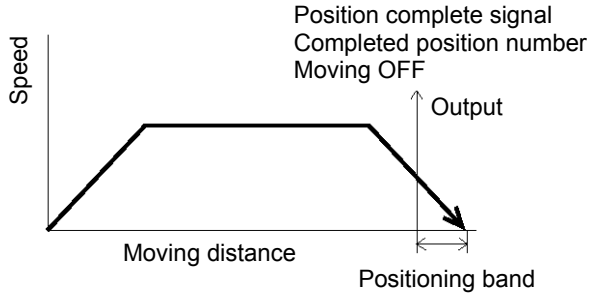 Position complete signal
Completed position number
Moving OFF
Output
Speed
Moving distance
Positioning band